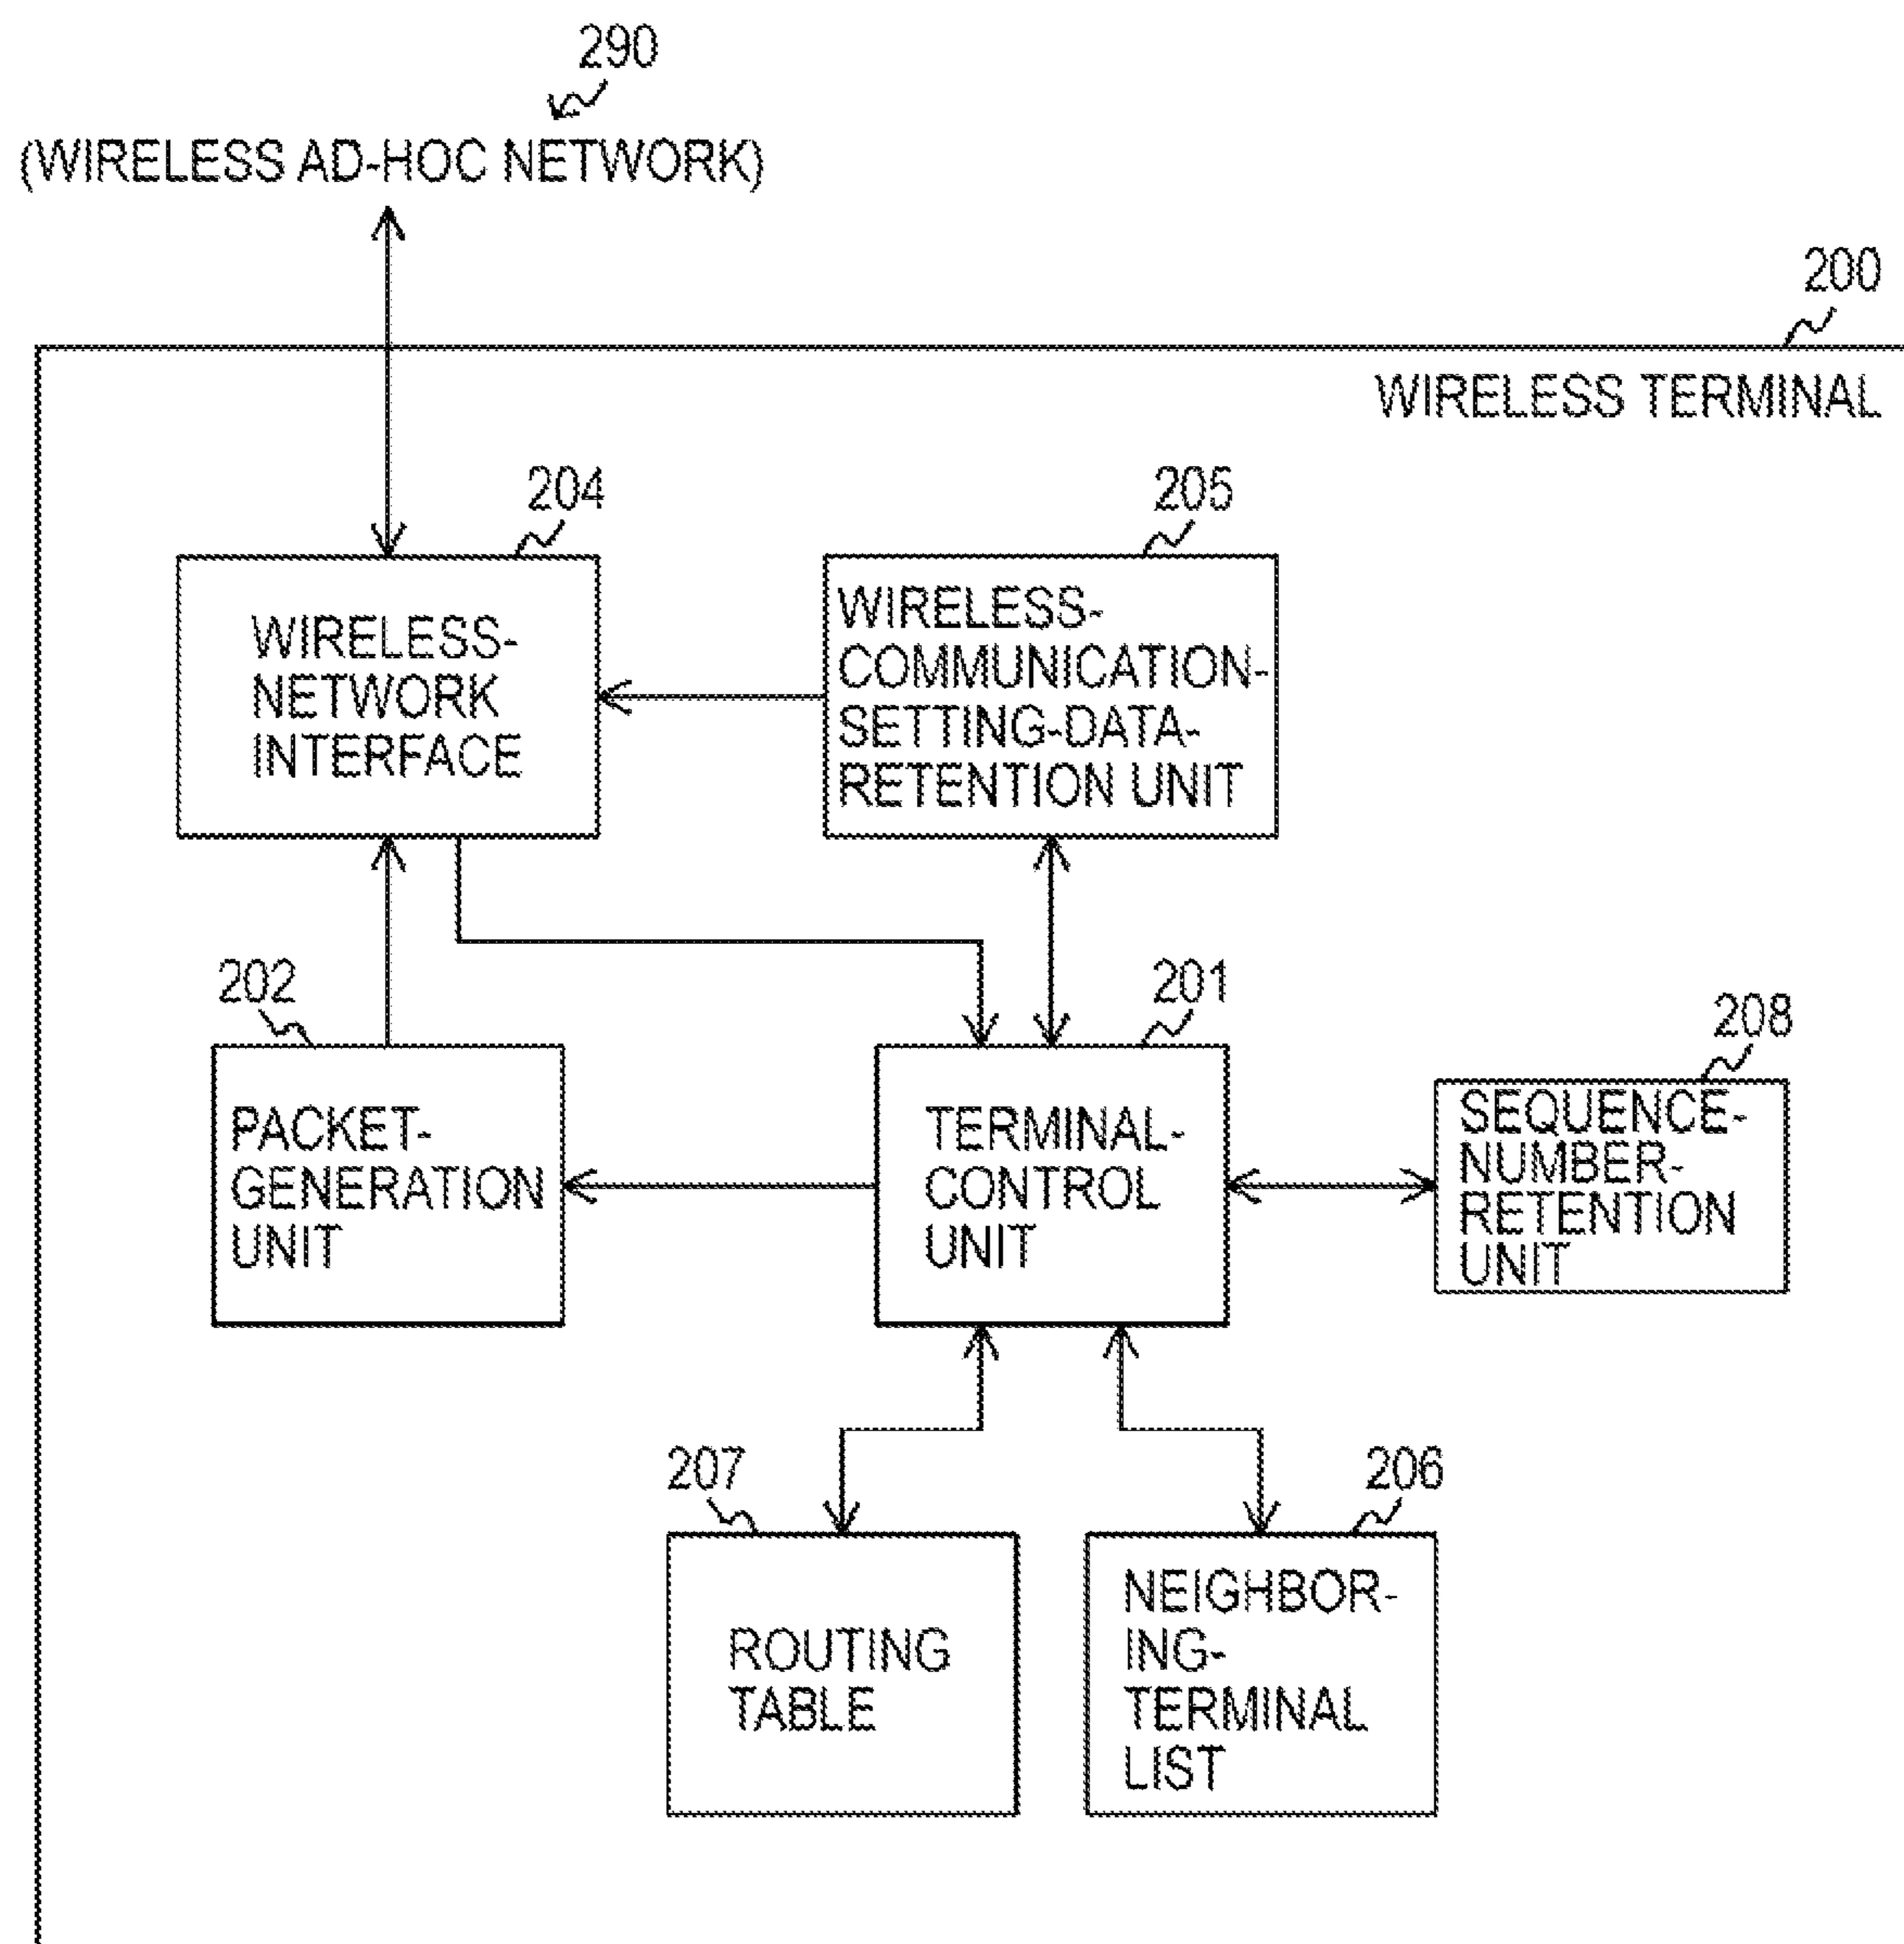 290
(WIRELESS AD-HOC NETWORK)
200
WIRELESS TERMINAL
204
205
WIRELESS-
NETWORK
INTERFACE
WIRELESS-
COMMUNICATION-
SETTING-DATA-
RETENTION UNIT
202
201
208
PACKET-
GENERATION
UNIT
TERMINAL-
CONTROL
UNIT
SEQUENCE-
NUMBER-
RETENTION
UNIT
207
206
ROUTING
TABLE
NEIGHBOR-
ING-
TERMINAL
LIST